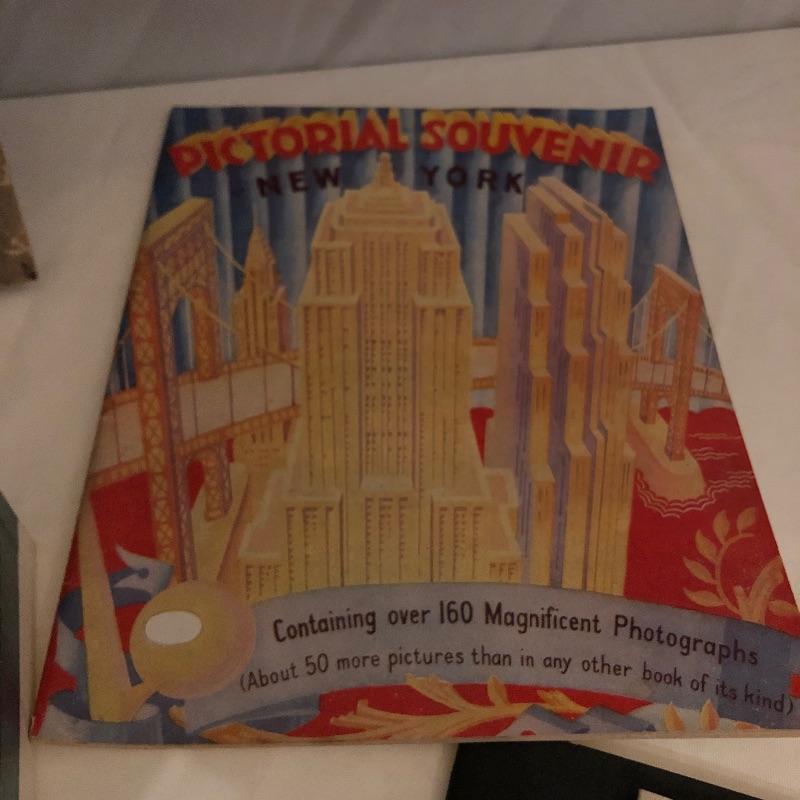 PICTORIAL SOUVENIR
NEW YORK
Containing over 160 Magnificent Photographs
(About 50 more pictures than in any other book of its kind)